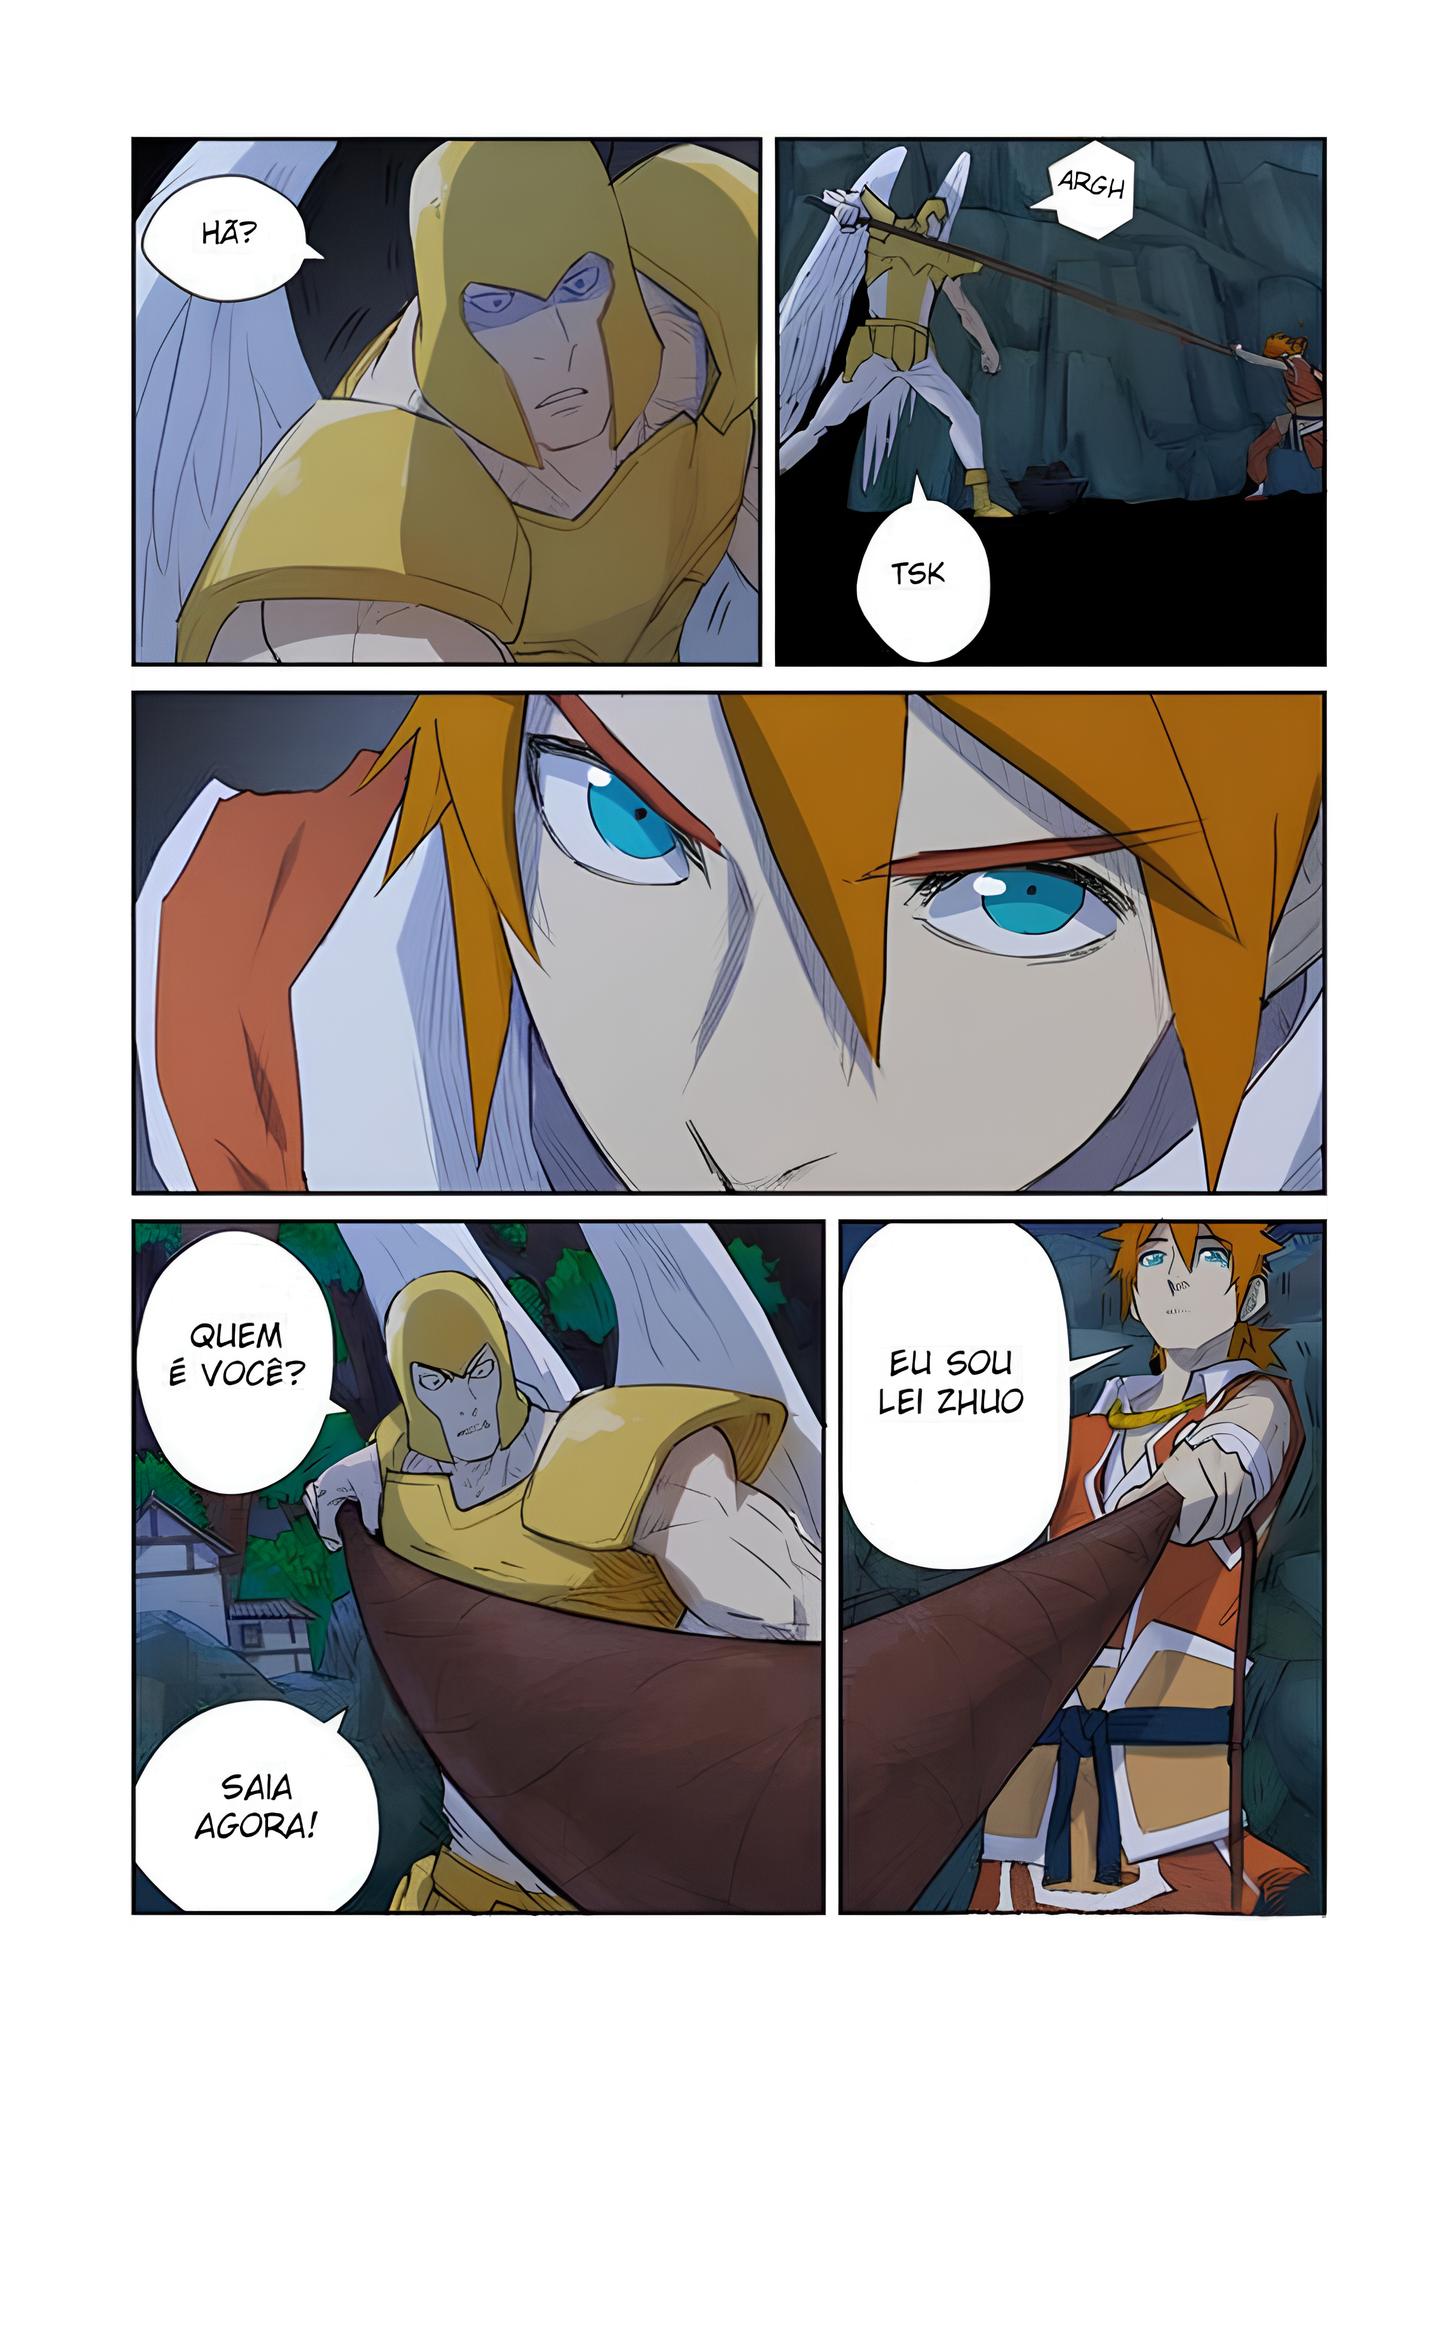 HÃ?
ARGH
TSK
QUEM
É VOCÊ?
SAIA
AGORA!
EU SOU
LEI ZHUO